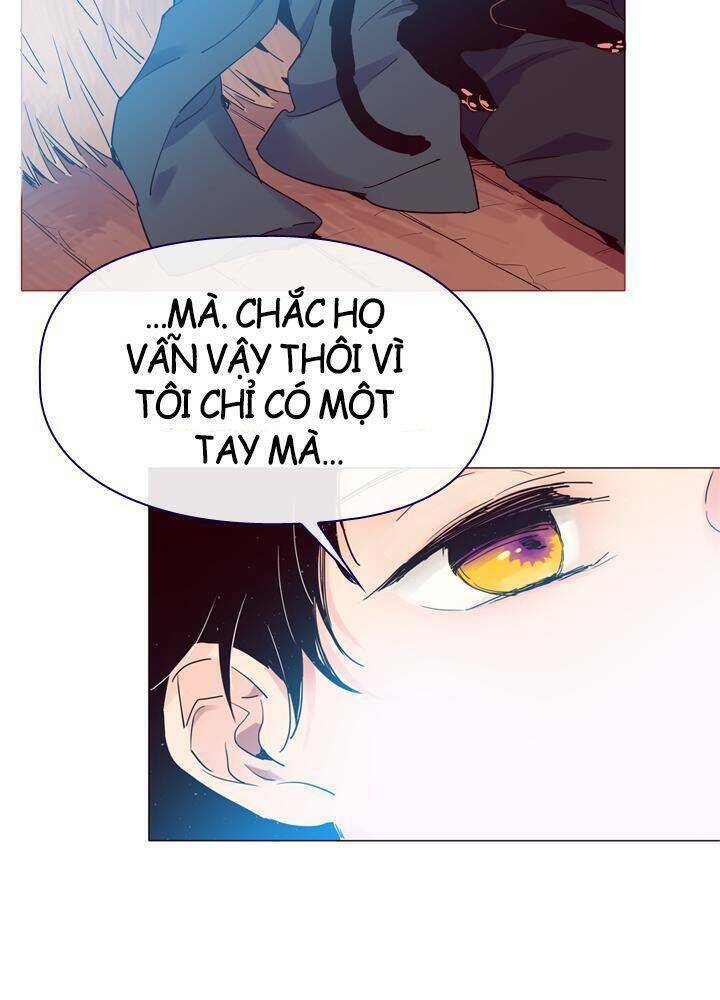 ...MÀ. CHẮC HỌ
VẪN VẬY THÔI VÌ
TÔI CHỈ CÓ MỘT
TAY MÀ...